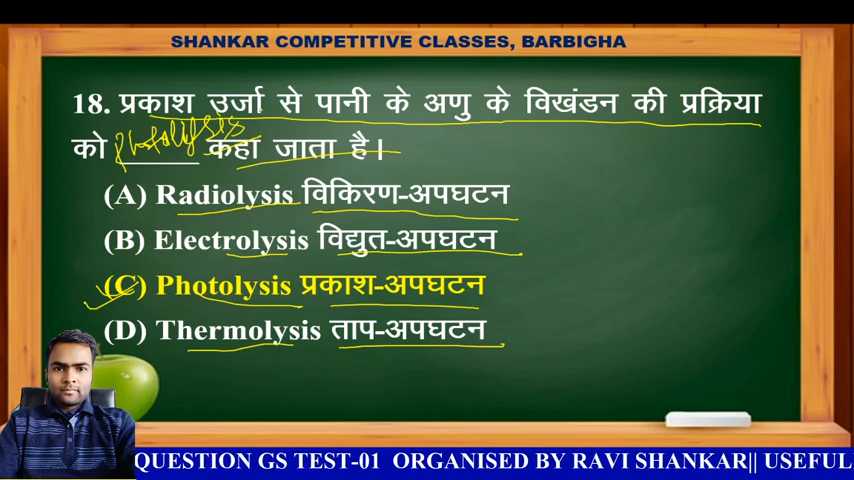 SHANKAR COMPETITIVE CLASSES, BARBIGHA
18. प्रकाश उर्जा से पानी के अणु के विखंडन की प्रक्रिया
को Photolysis कहा जाता है।
(A) Radiolysis विकिरण-अपघटन
(B) Electrolysis विद्युत-अपघटन
(C) Photolysis प्रकाश-अपघटन
(D) Thermolysis ताप-अपघटन
QUESTION GS TEST-01 ORGANISED BY RAVI SHANKAR|| USEFUL